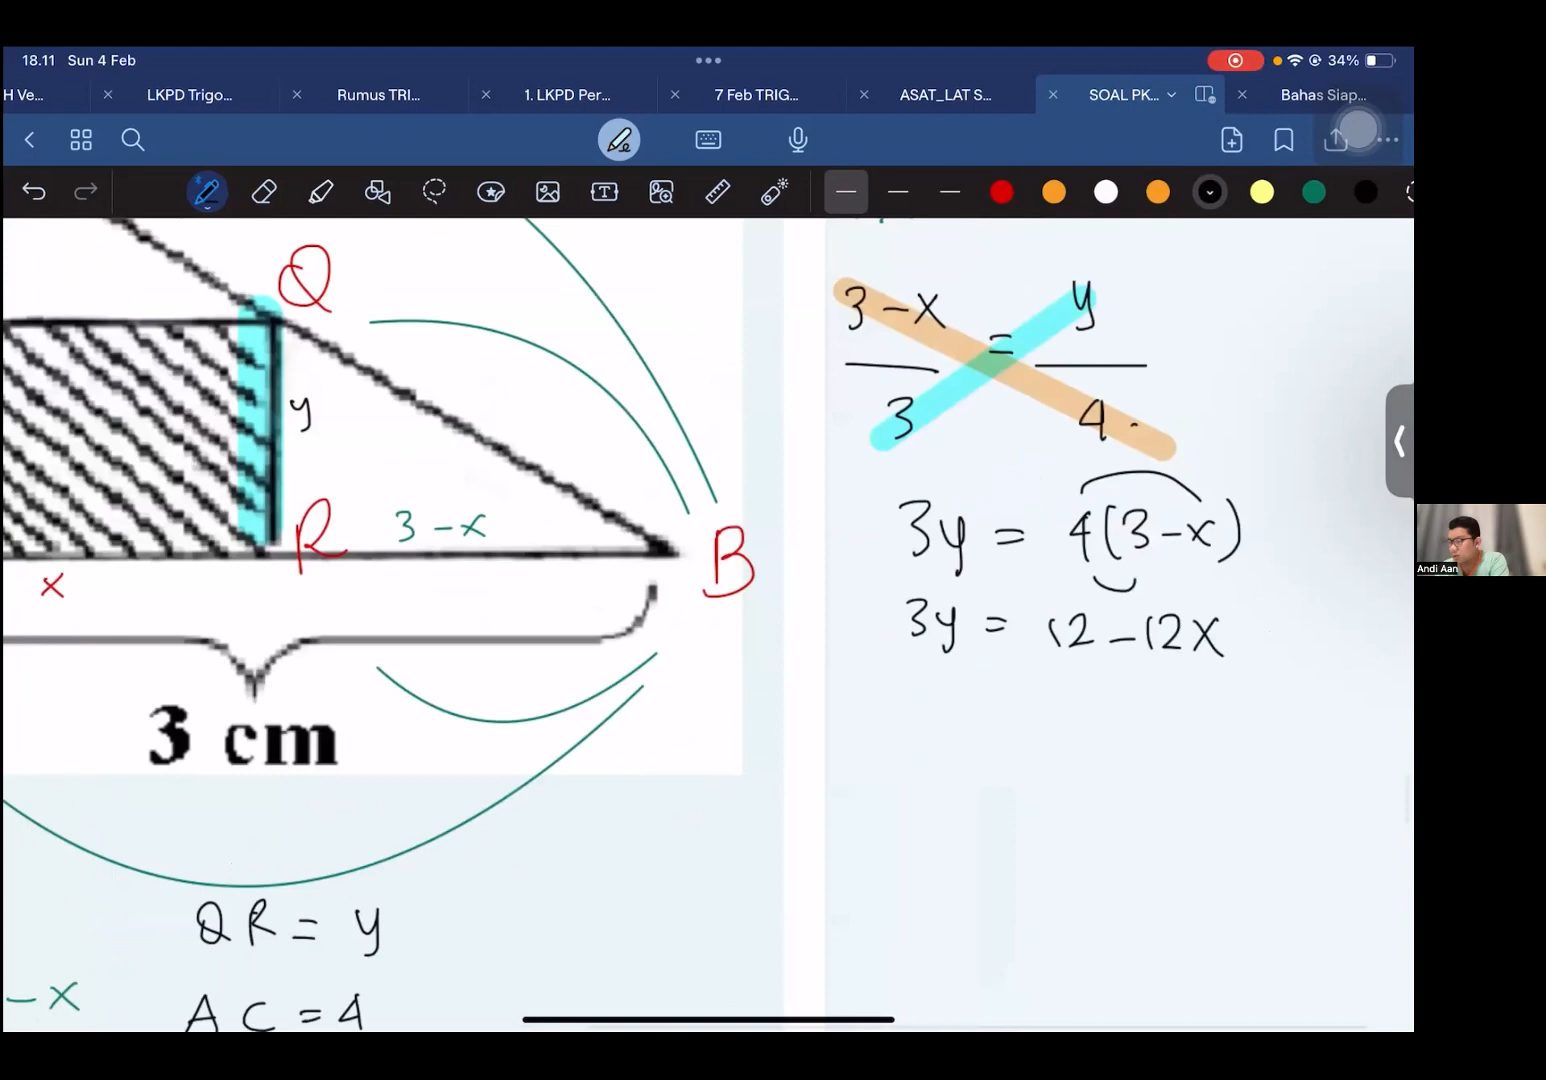 18.11 Sun 4 Feb
34%
H Ve...
LKPD Trigo...
Rumus TRI...
1. LKPD Per...
7 Feb TRIG...
ASAT_LAT S...
SOAL PK...
Bahas Siap...
Q
y
R
3 - x
B
x
3 cm
QR = y
- x
AC = 4
3 - x = y
3 4 .
3y = 4(3-x)
3y = 12 - 12x
Andi Aan